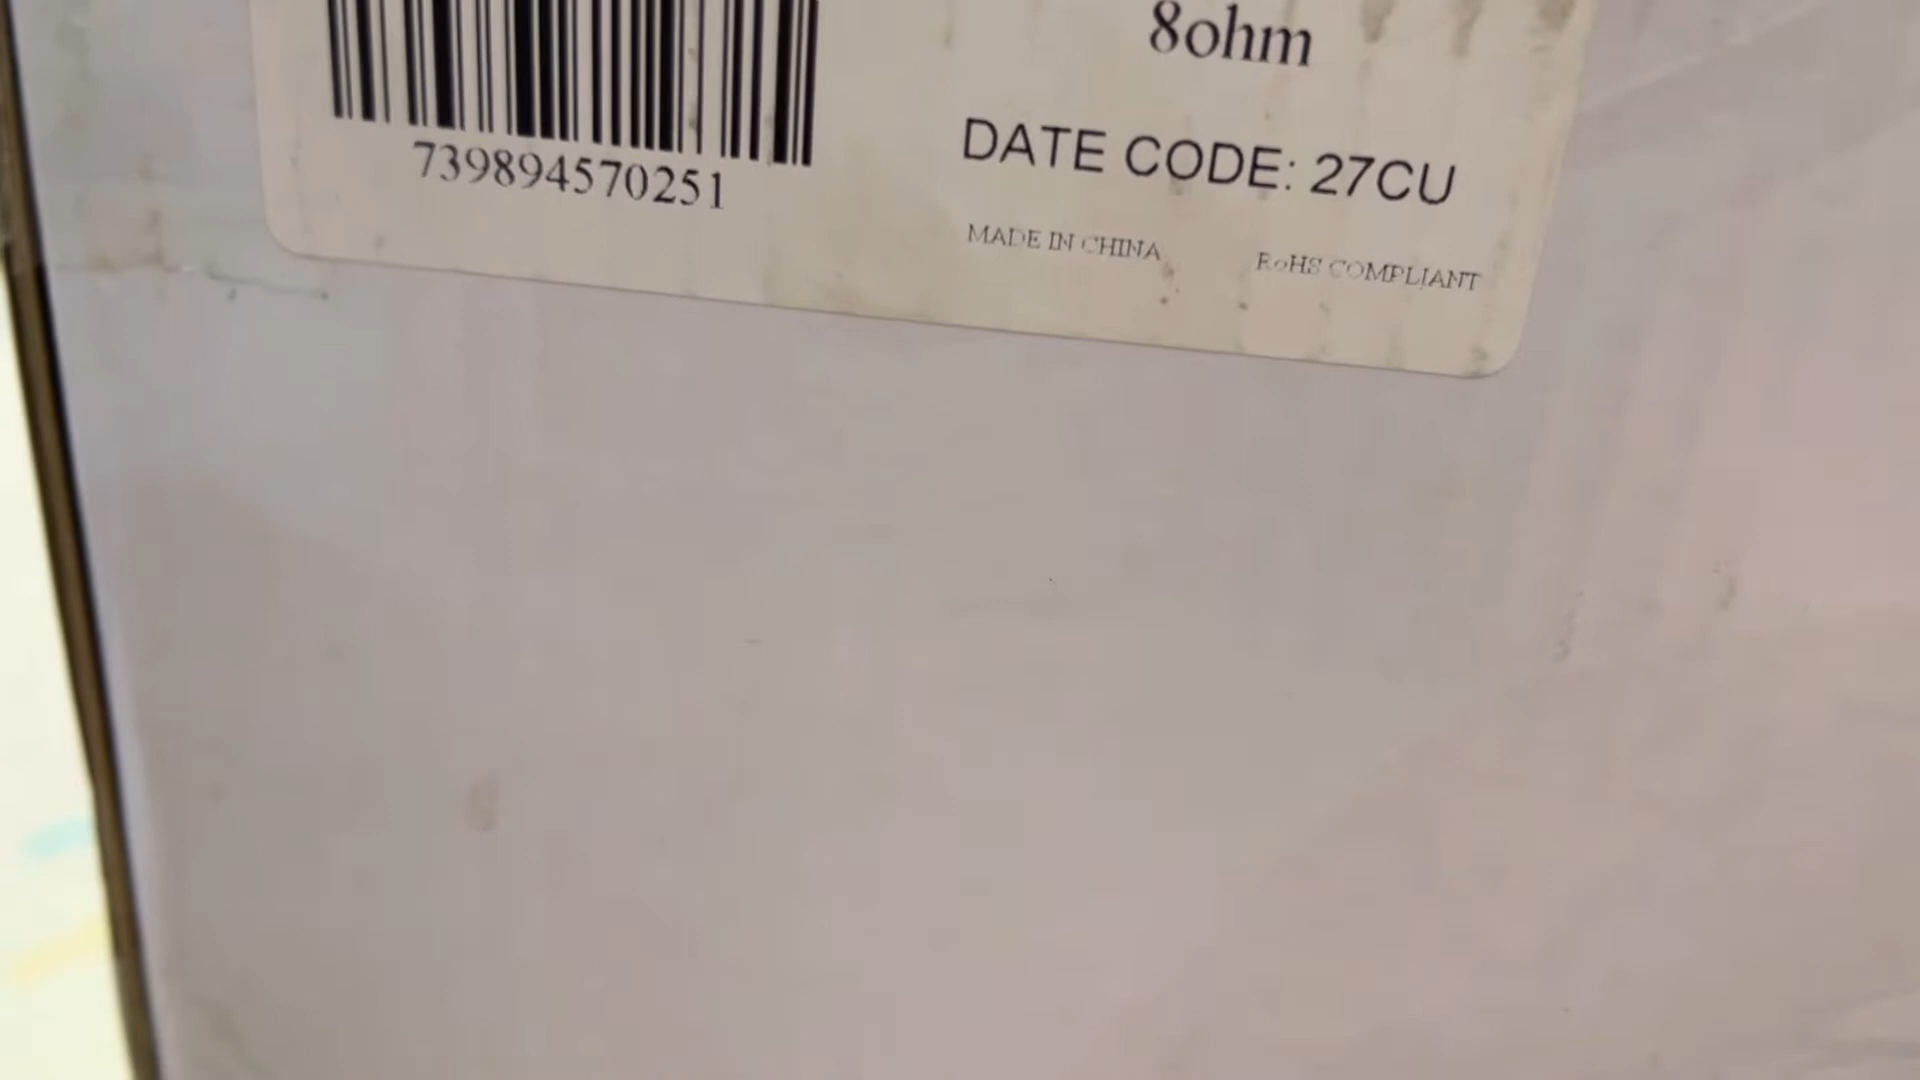 8ohm
739894570251
DATE CODE: 27CU
MADE IN CHINA
RoHS COMPLIANT